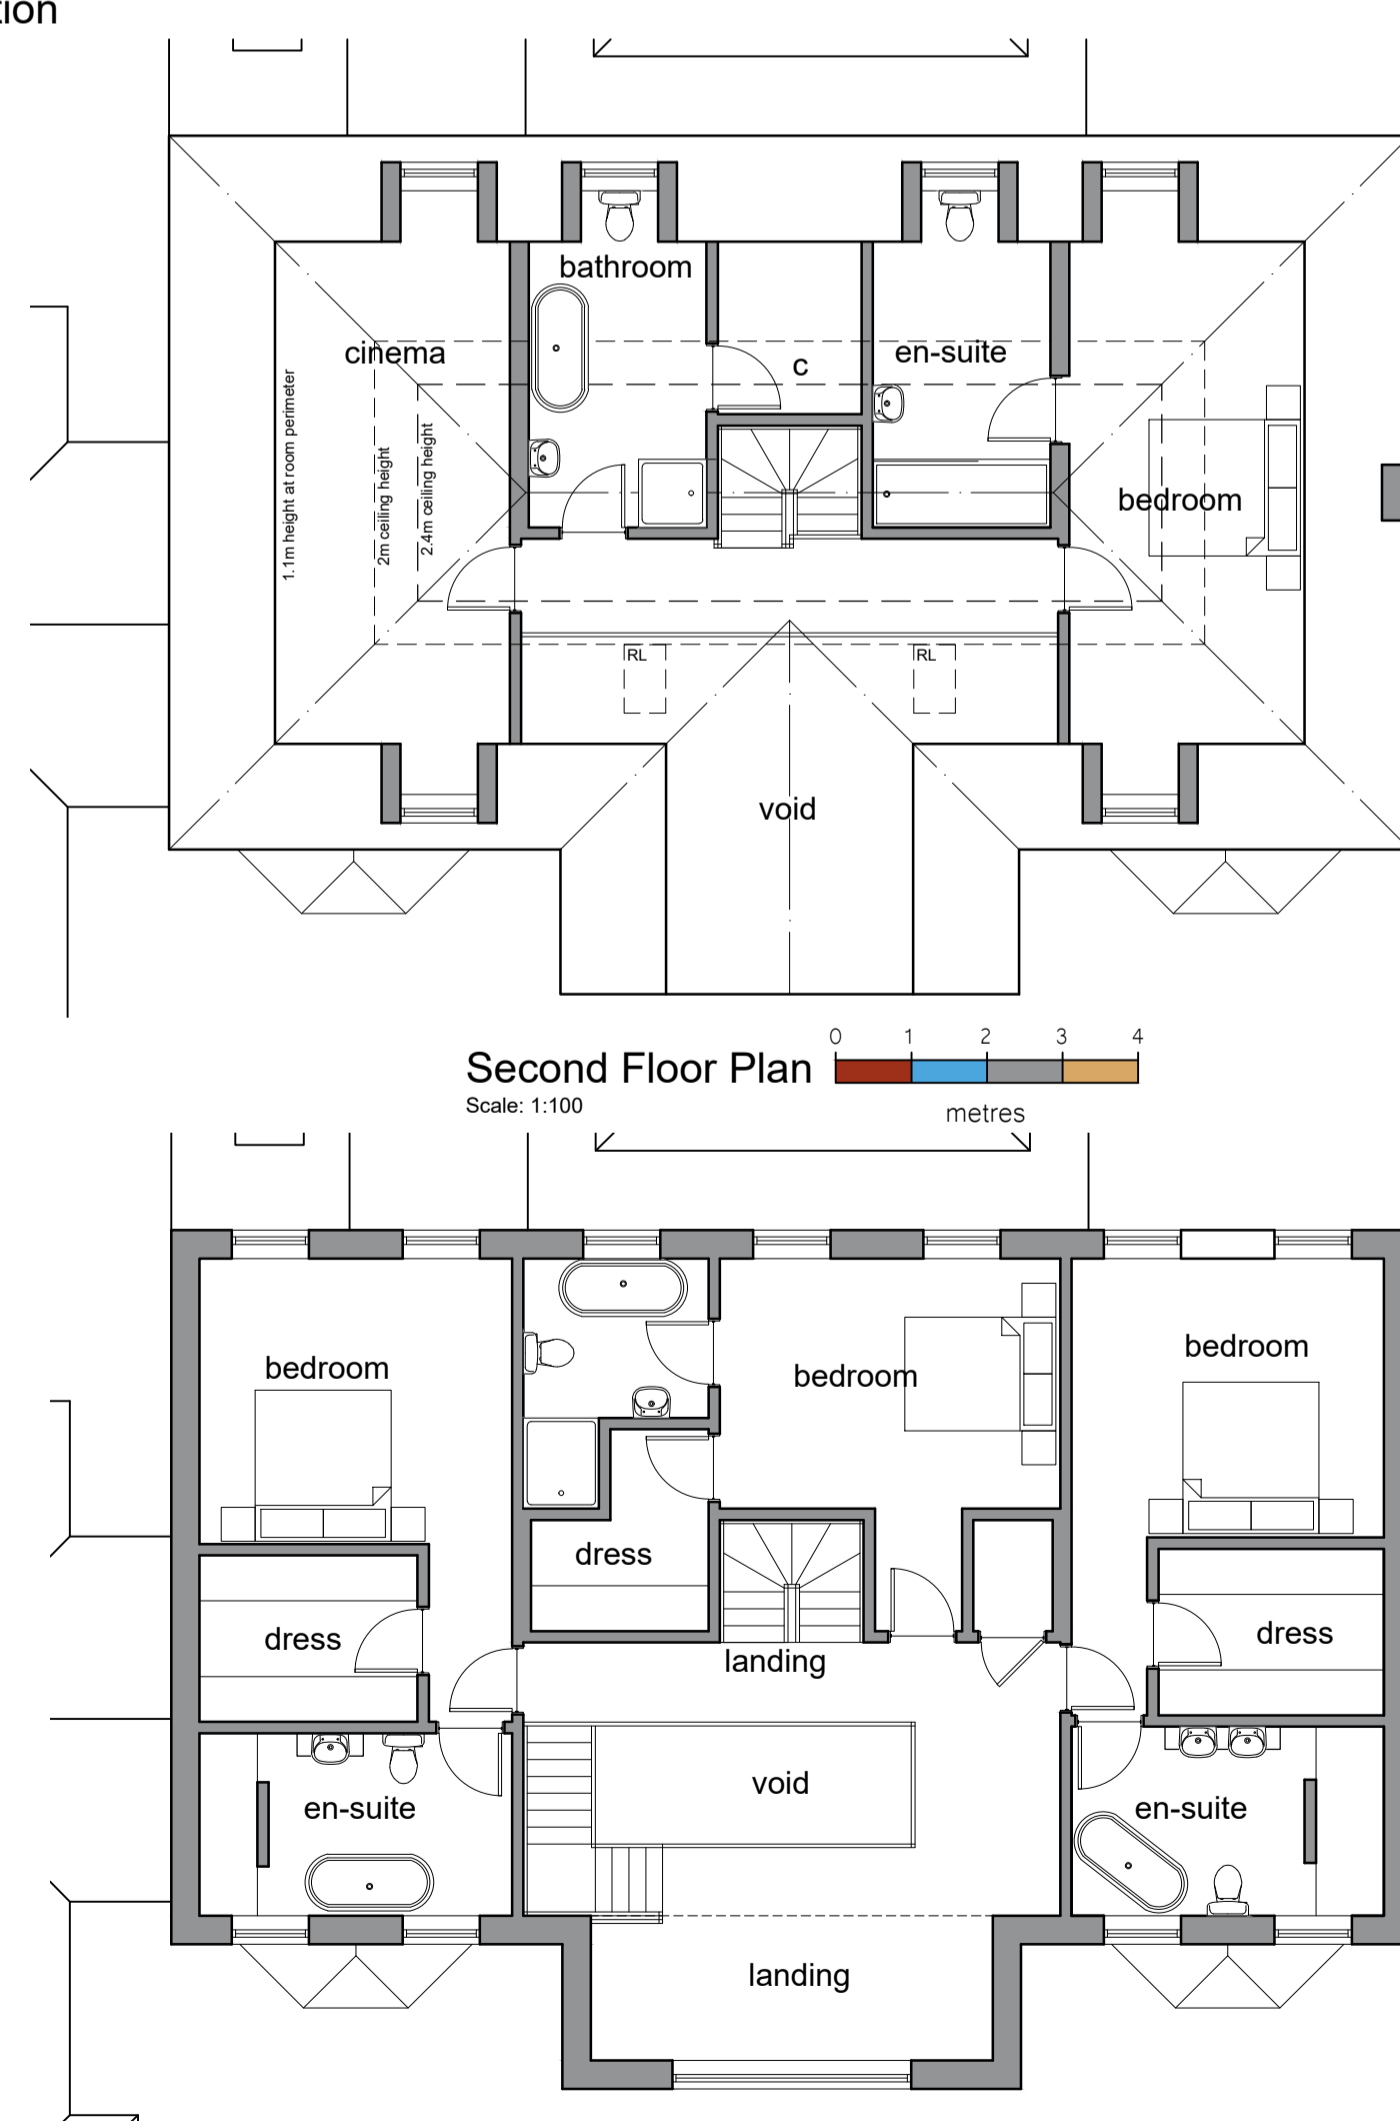 tion
bathroom
cinema
en-suite
c
1.1m height at room perimeter
2m ceiling height
2.4m ceiling height
bedroom
RL
RL
void
Second Floor Plan
Scale: 1:100
0 1 2 3 4
metres
bedroom
bedroom
bedroom
dress
dress
dress
landing
void
en-suite
en-suite
landing